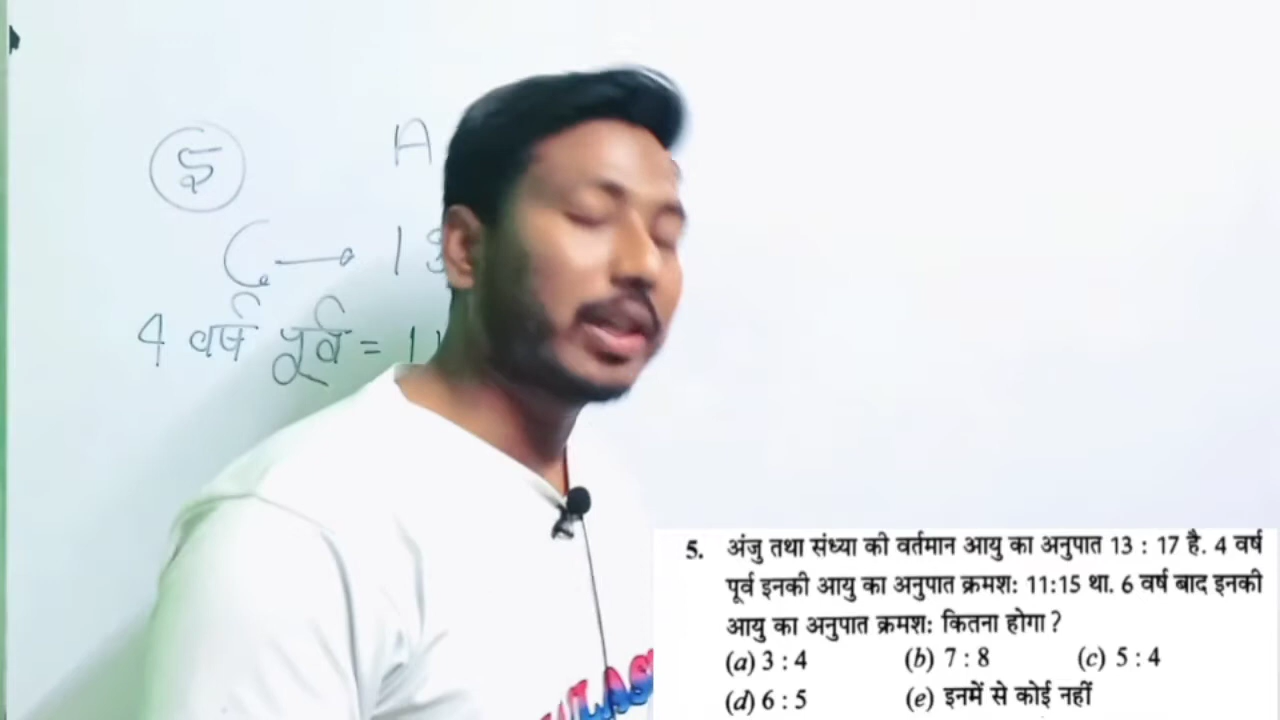 5
A
C → 13
4 वर्ष पूर्व = 11
5. अंजु तथा संध्या की वर्तमान आयु का अनुपात 13 : 17 है. 4 वर्ष
पूर्व इनकी आयु का अनुपात क्रमश: 11:15 था. 6 वर्ष बाद इनकी
आयु का अनुपात क्रमश: कितना होगा ?
(a) 3 : 4 (b) 7 : 8 (c) 5 : 4
(d) 6 : 5 (e) इनमें से कोई नहीं